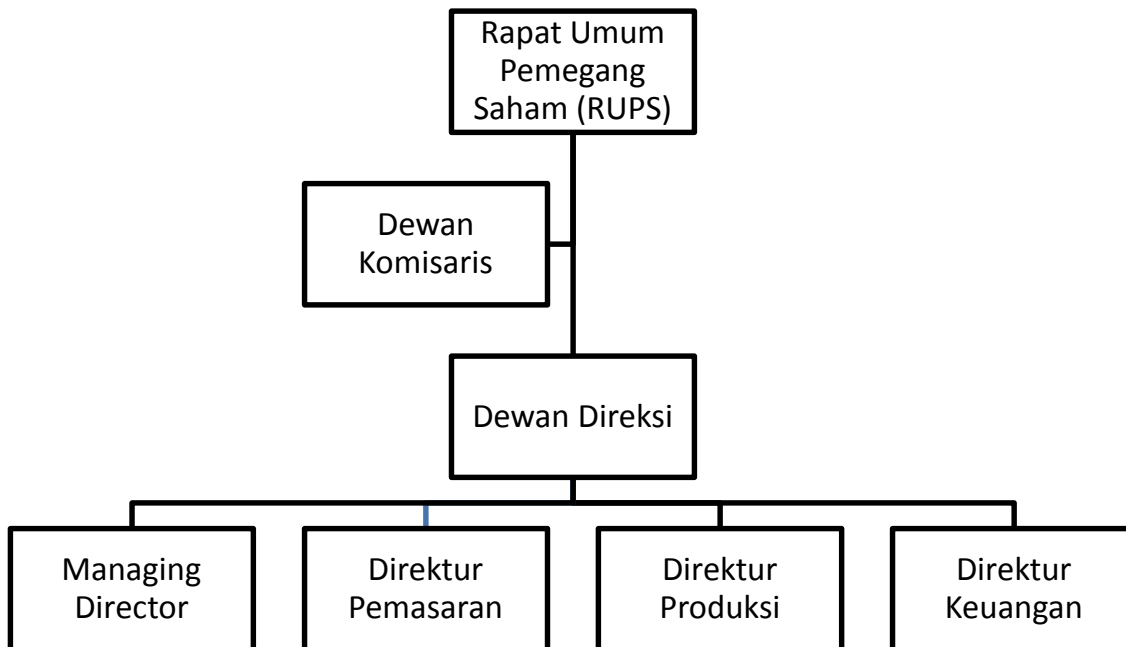 Rapat Umum
Pemegang
Saham (RUPS)
Dewan
Komisaris
Dewan Direksi
Managing
Director
Direktur
Pemasaran
Direktur
Produksi
Direktur
Keuangan